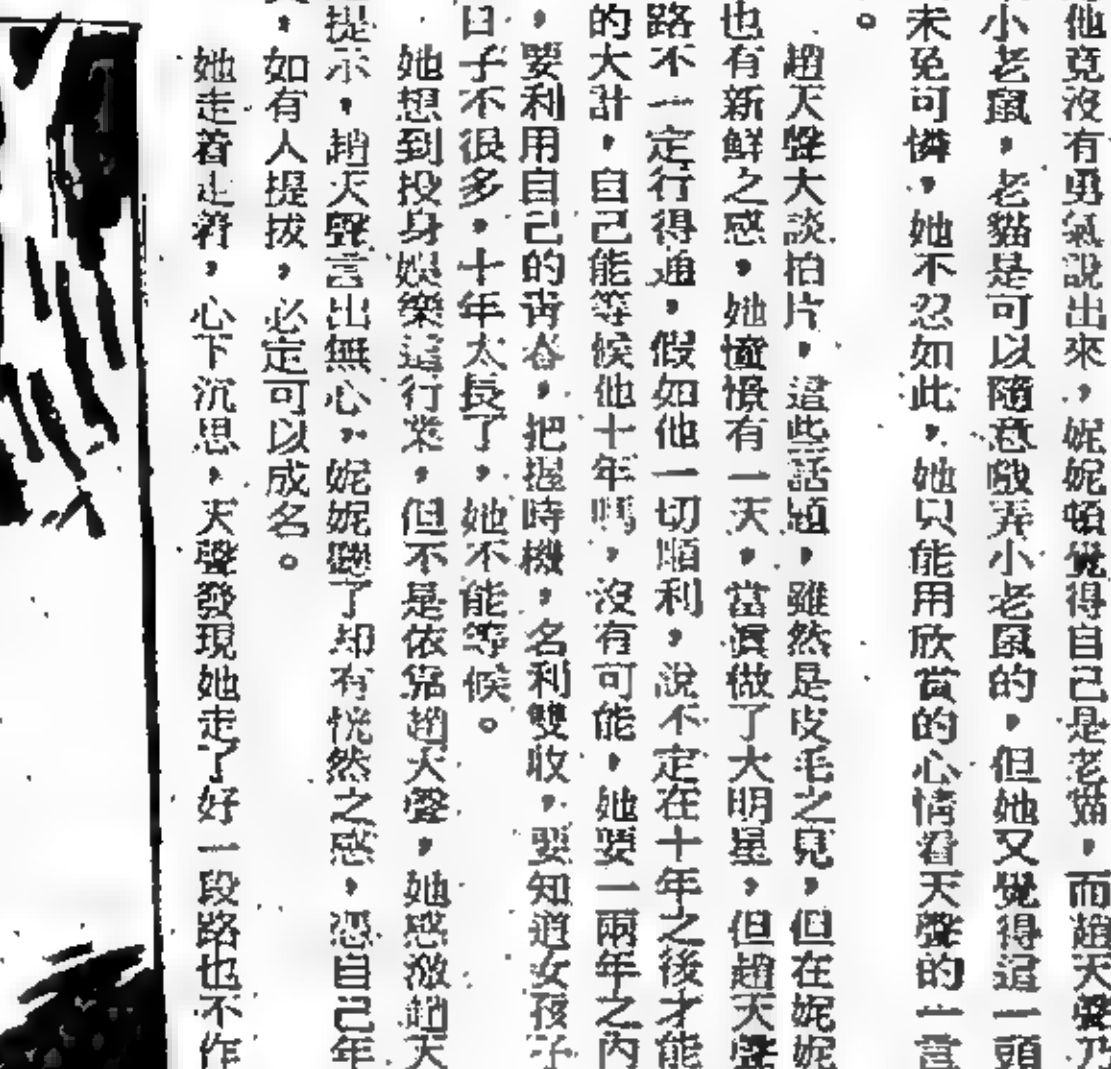 他竟沒有勇氣說出來，妮妮頓覺得自己是老貓，而趙天聲乃
小老鼠，老貓是可以隨意戲弄小老鼠的，但她又覺得這一頭
未免可憐，她不忍如此，她只能用欣賞的心情看天聲的一言
。
趙天聲大談拍片，這些話題，雖然是皮毛之見，但在妮妮
也有新鮮之感，她憧憬有一天，當真做了大明星，但趙天聲
路不一定行得通，假如他一切順利，說不定在十年之後才能
的大計，自己能等候他十年嗎，沒有可能，她要一兩年之內
，要利用自己的青春，把握時機，名利雙收，要知道女孩子
日子不很多，十年太長了，她不能等候。
她想到投身娛樂這行業，但不是依靠趙天聲，她感激趙天
提示，趙天聲言出無心，妮妮聽了却有恍然之感，憑自己年
，如有人提拔，必定可以成名。
她走着走着，心下沉思，天聲發現她走了好一段路也不作